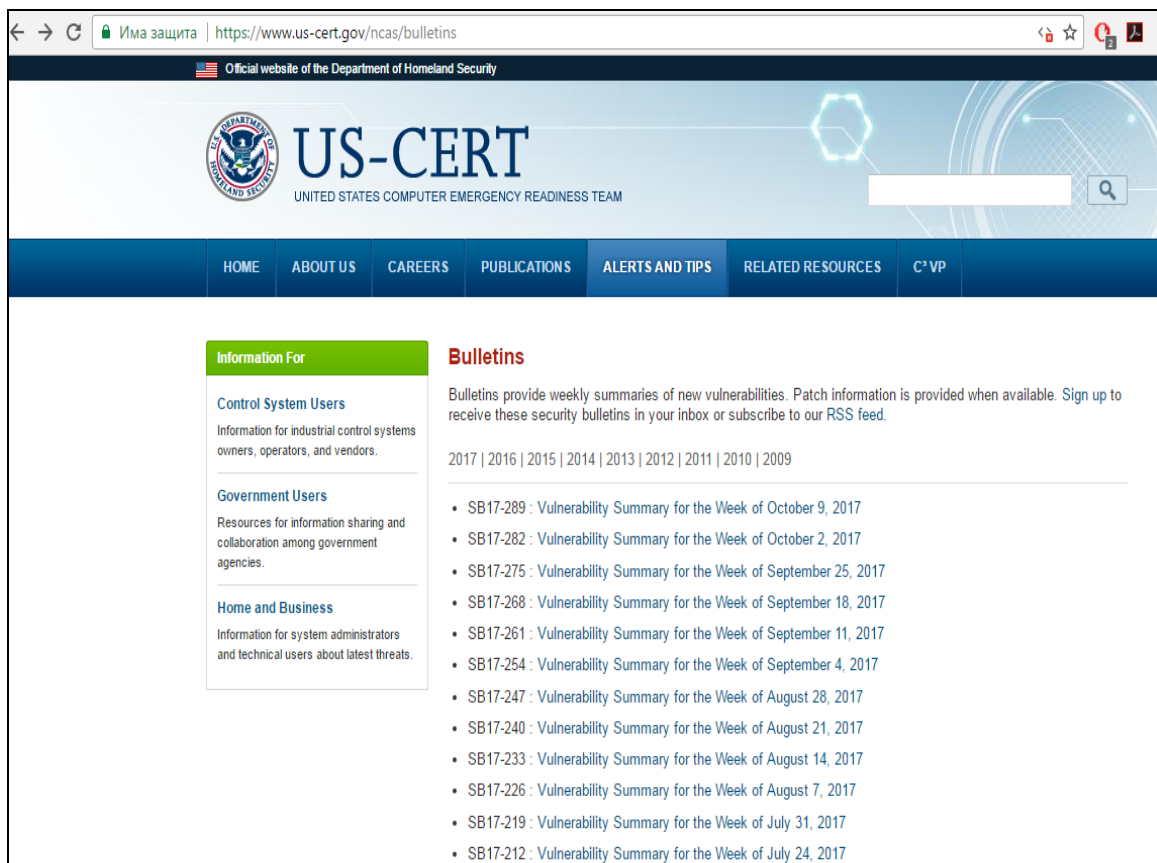 Има защита https://www.us-cert.gov/ncas/bulletins
2
Official website of the Department of Homeland Security
U.S. DEPARTMENT OF HOMELAND SECURITY
US-CERT
UNITED STATES COMPUTER EMERGENCY READINESS TEAM
HOME ABOUT US CAREERS PUBLICATIONS ALERTS AND TIPS RELATED RESOURCES C³ VP
Information For
Control System Users
Information for industrial control systems
owners, operators, and vendors.
Government Users
Resources for information sharing and
collaboration among government
agencies.
Home and Business
Information for system administrators
and technical users about latest threats.
Bulletins
Bulletins provide weekly summaries of new vulnerabilities. Patch information is provided when available. Sign up to
receive these security bulletins in your inbox or subscribe to our RSS feed.
2017 | 2016 | 2015 | 2014 | 2013 | 2012 | 2011 | 2010 | 2009
• SB17-289 : Vulnerability Summary for the Week of October 9, 2017
• SB17-282 : Vulnerability Summary for the Week of October 2, 2017
• SB17-275 : Vulnerability Summary for the Week of September 25, 2017
• SB17-268 : Vulnerability Summary for the Week of September 18, 2017
• SB17-261 : Vulnerability Summary for the Week of September 11, 2017
• SB17-254 : Vulnerability Summary for the Week of September 4, 2017
• SB17-247 : Vulnerability Summary for the Week of August 28, 2017
• SB17-240 : Vulnerability Summary for the Week of August 21, 2017
• SB17-233 : Vulnerability Summary for the Week of August 14, 2017
• SB17-226 : Vulnerability Summary for the Week of August 7, 2017
• SB17-219 : Vulnerability Summary for the Week of July 31, 2017
• SB17-212 : Vulnerability Summary for the Week of July 24, 2017